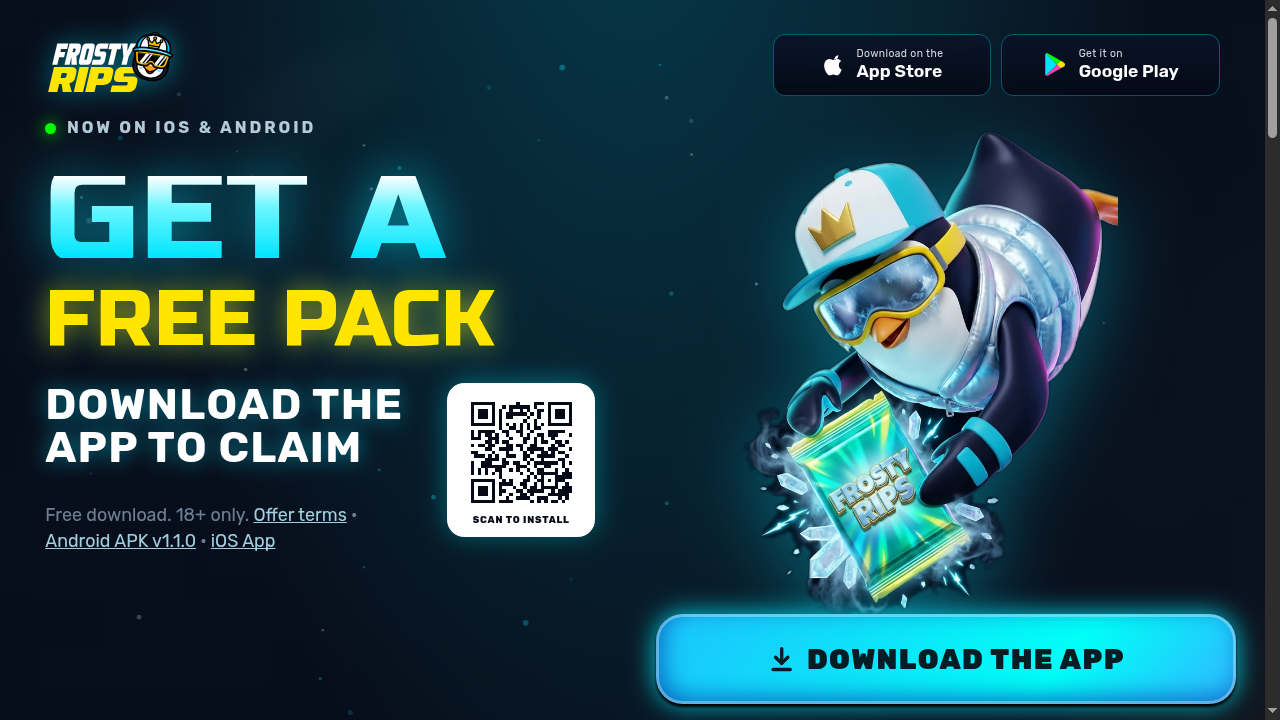 FROSTY
RIPS
Download on the
App Store
Get it on
Google Play
NOW ON IOS & ANDROID
GET A
FREE PACK
DOWNLOAD THE
APP TO CLAIM
SCAN TO INSTALL
Free download. 18+ only. Offer terms •
Android APK v1.1.0 • iOS App
FROSTY
RIPS
DOWNLOAD THE APP